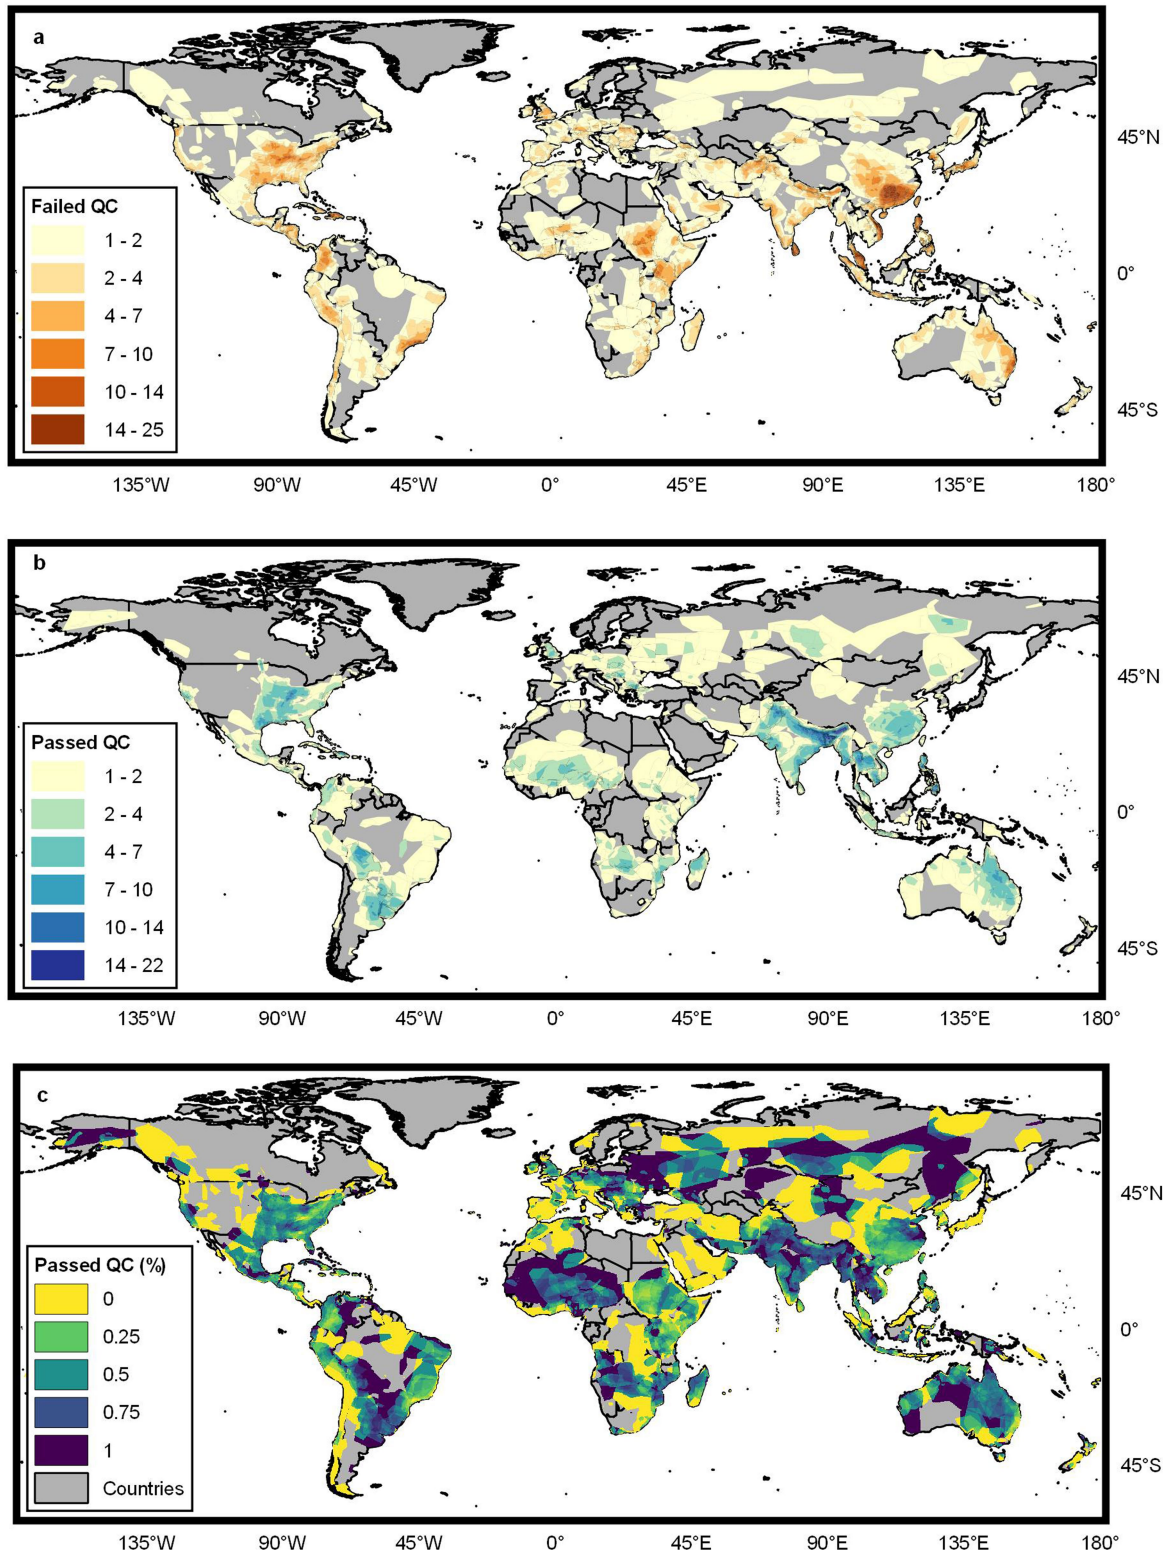 a
Failed QC
1 - 2
2 - 4
4 - 7
7 - 10
10 - 14
14 - 25
45°N
0°
45°S
135°W 90°W 45°W 0° 45°E 90°E 135°E 180°
b
Passed QC
1 - 2
2 - 4
4 - 7
7 - 10
10 - 14
14 - 22
45°N
0°
45°S
135°W 90°W 45°W 0° 45°E 90°E 135°E 180°
c
Passed QC (%)
0
0.25
0.5
0.75
1
Countries
45°N
0°
45°S
135°W 90°W 45°W 0° 45°E 90°E 135°E 180°